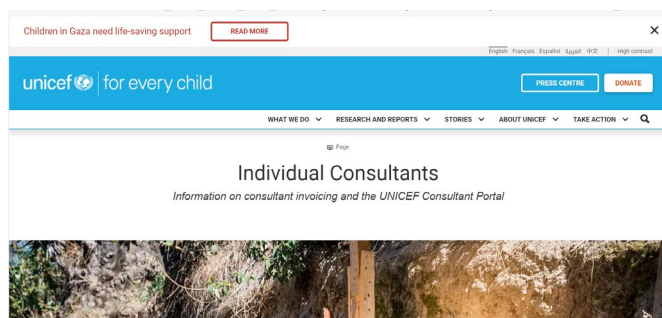 Children in Gaza need life-saving support READ MORE
English Français Español العربية 中文 High contrast
unicef for every child PRESS CENTRE DONATE
WHAT WE DO RESEARCH AND REPORTS STORIES ABOUT UNICEF TAKE ACTION
Page
Individual Consultants
Information on consultant invoicing and the UNICEF Consultant Portal